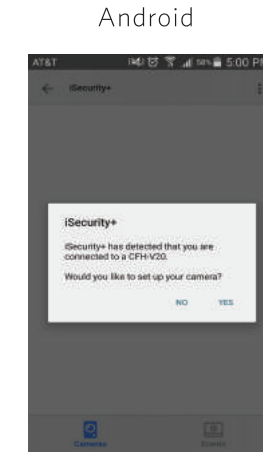 Android
AT&T 58% 5:00 PM
iSecurity+
iSecurity+
iSecurity+ has detected that you are
connected to a CFH-V20.
Would you like to set up your camera?
NO YES
Cameras Events